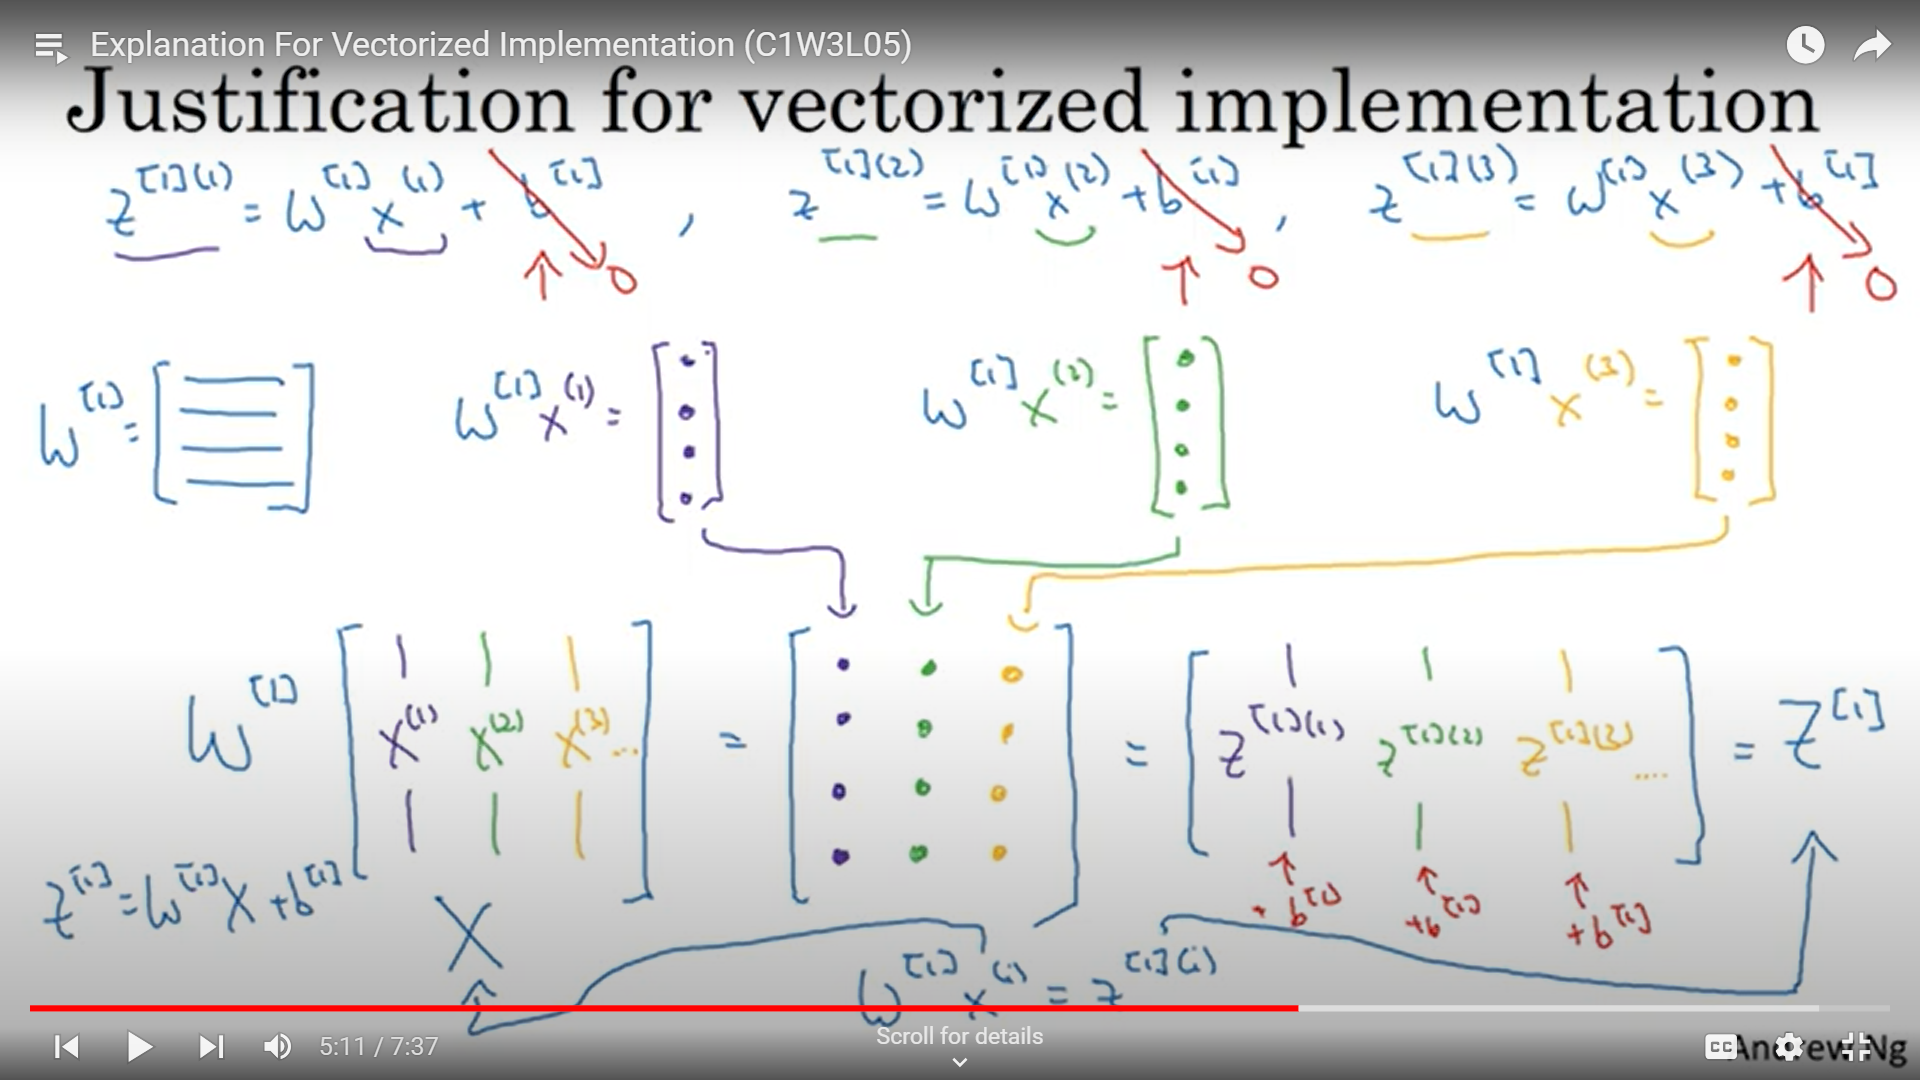 Explanation For Vectorized Implementation (C1W3L05)
Justification for vectorized implementation
z^[1](1) = W^[1] x^(1) + b^[1] , z^[1](2) = W^[1] x^(2) + b^[1] , z^[1](3) = W^[1] x^(3) + b^[1]
0 0 0
W^[1] = W^[1] x^(1) = W^[1] x^(2) = W^[1] x^(3) =
W^[1] [ x^(1) x^(2) x^(3) ... ] = = [ z^[1](1) z^[1](2) z^[1](3) .... ] = Z^[1]
z^[1] = W^[1] X + b^[1]
X
+ b^[1] + b^[1] + b^[1]
W^[1] x^(i) = z^[1](i)
Scroll for details
5:11 / 7:37
CC
Andrew Ng